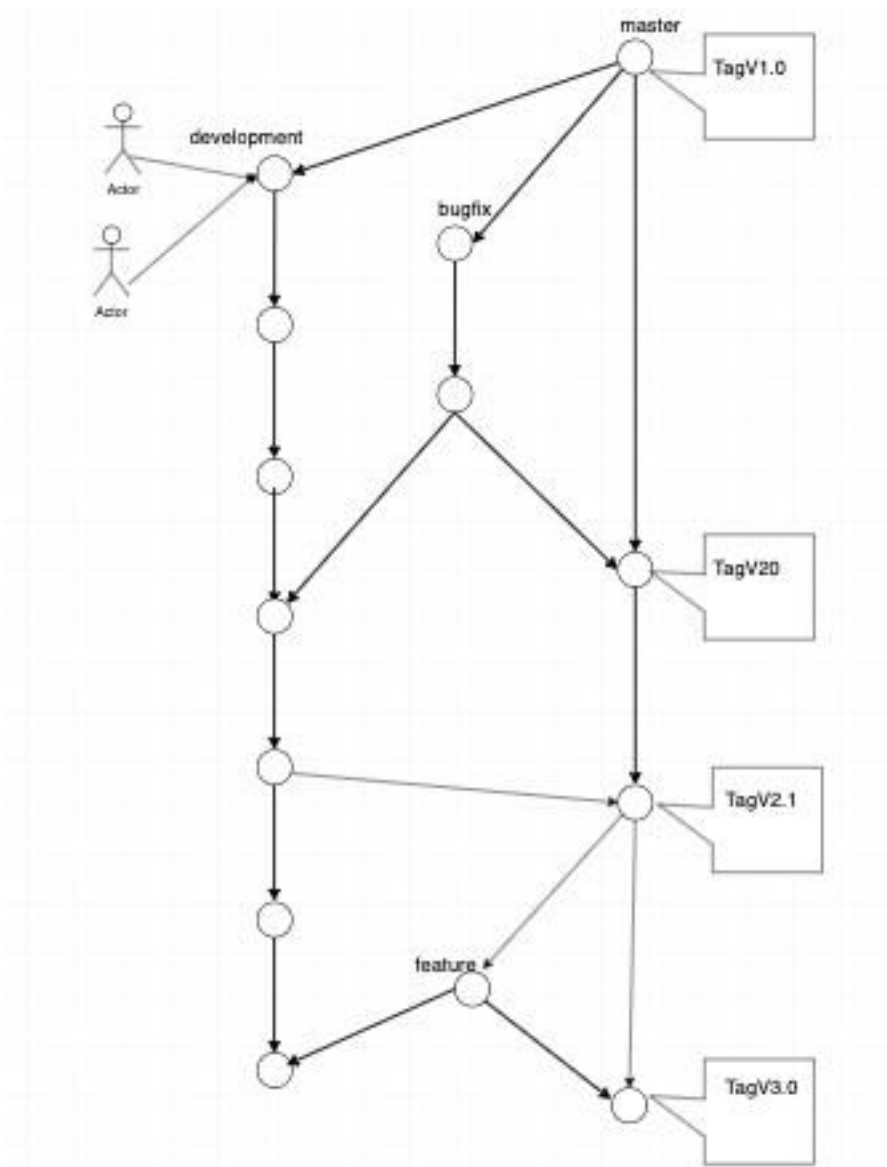 master
TagV1.0
development
Actor
bugfix
Actor
TagV20
TagV2.1
feature
TagV3.0